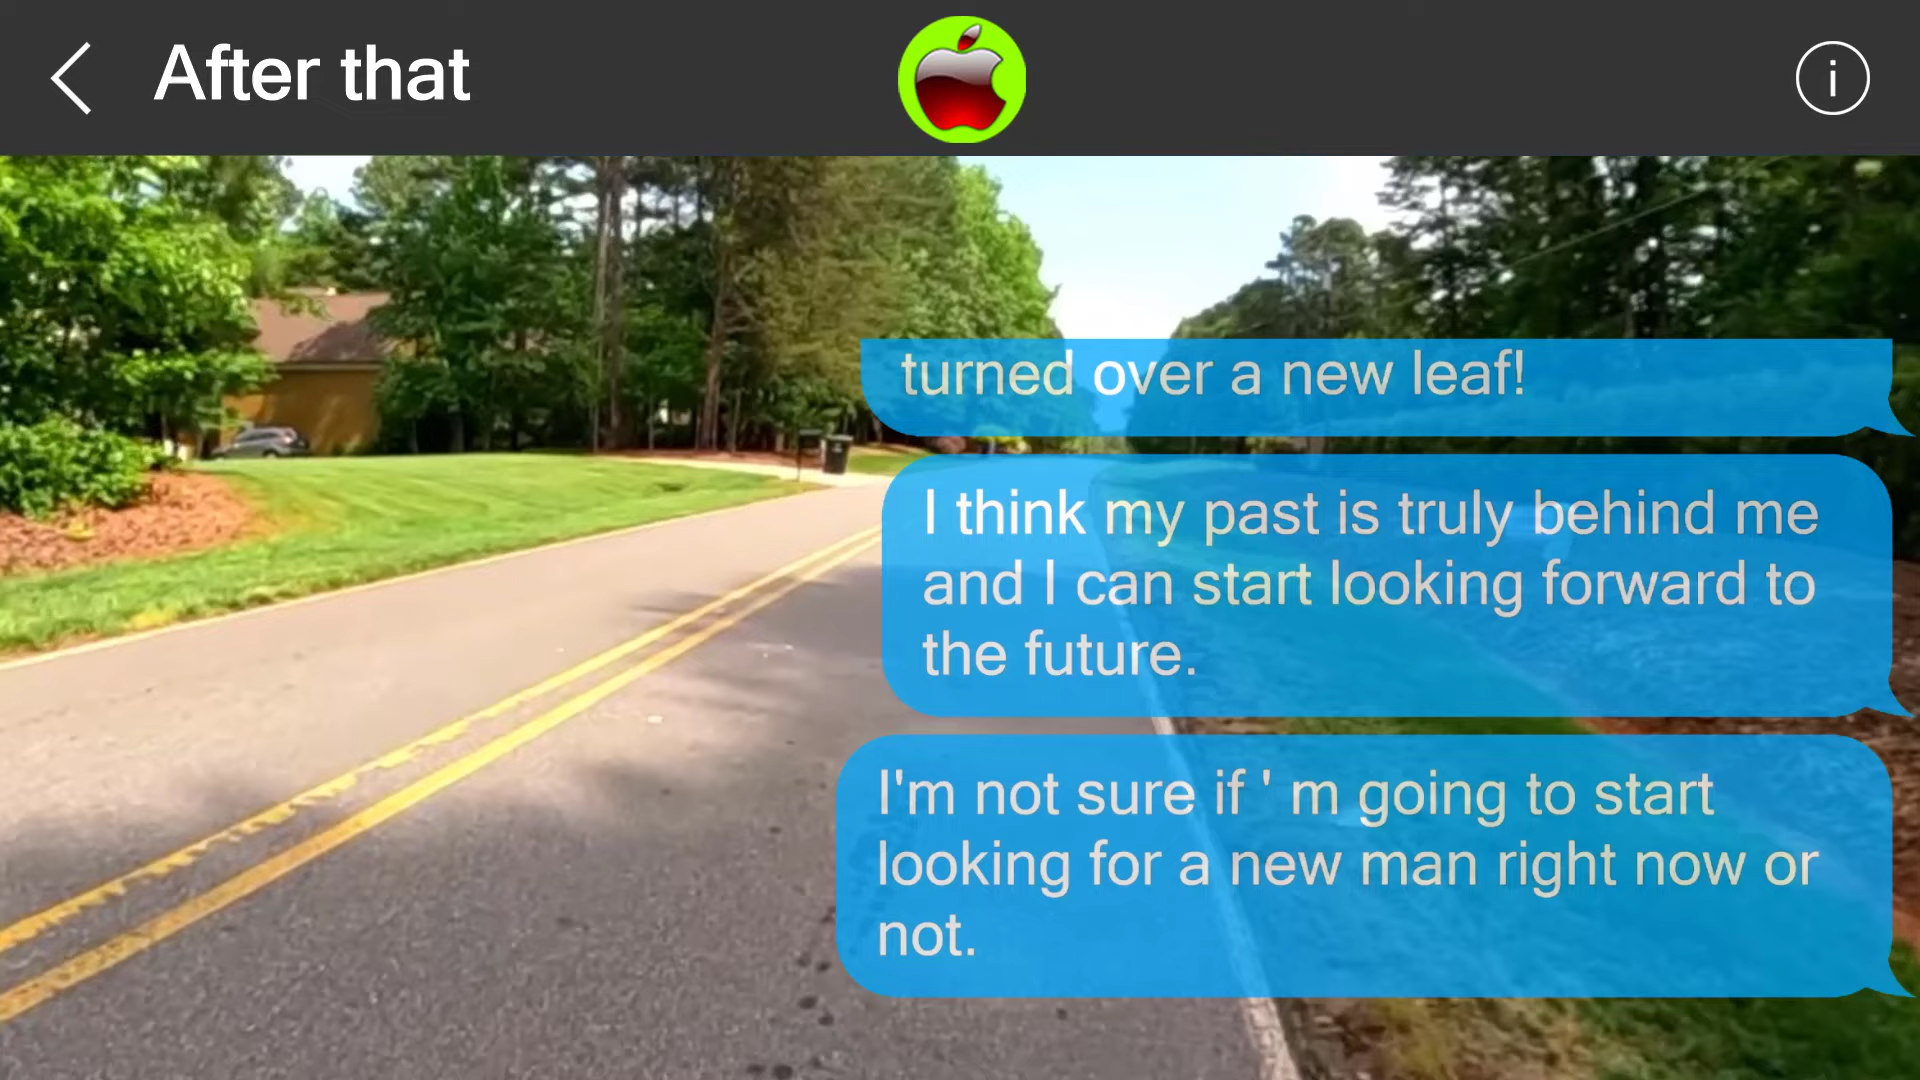 After that
i
turned over a new leaf!
I think my past is truly behind me
and I can start looking forward to
the future.
I'm not sure if ' m going to start
looking for a new man right now or
not.